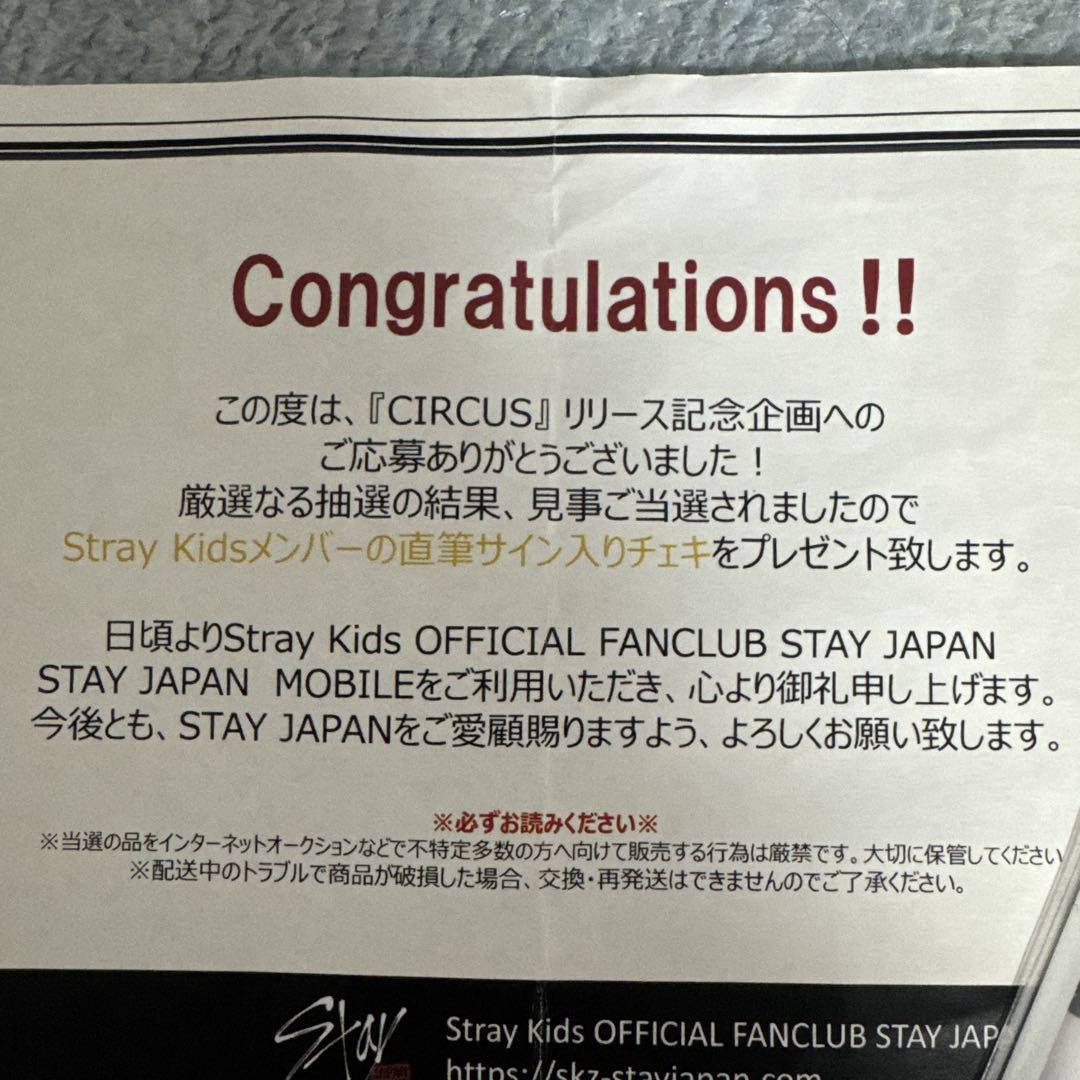 Congratulations!!
この度は、『CIRCUS』リリース記念企画への
ご応募ありがとうございました！
厳選なる抽選の結果、見事ご当選されましたので
Stray Kidsメンバーの直筆サイン入りチェキをプレゼント致します。
日頃よりStray Kids OFFICIAL FANCLUB STAY JAPAN
STAY JAPAN MOBILEをご利用いただき、心より御礼申し上げます。
今後とも、STAY JAPANをご愛顧賜りますよう、よろしくお願い致します。
※必ずお読みください※
※当選の品をインターネットオークションなどで不特定多数の方へ向けて販売する行為は厳禁です。大切に保管してください
※配送中のトラブルで商品が破損した場合、交換・再発送はできませんのでご了承ください。
Stay
JAPAN
Stray Kids OFFICIAL FANCLUB STAY JAP
https://skz-stayjapan.com